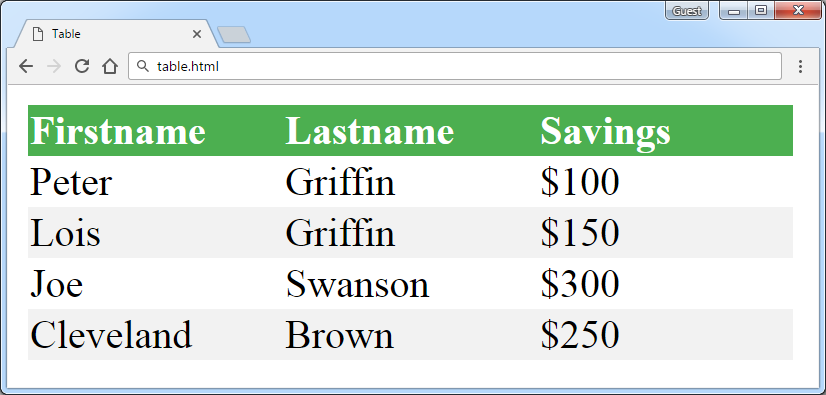 Guest
Table
table.html
Firstname Lastname Savings
Peter Griffin $100
Lois Griffin $150
Joe Swanson $300
Cleveland Brown $250